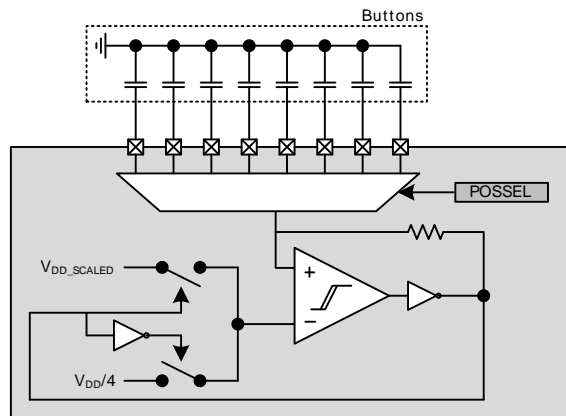 Buttons
POSSEL
VDD_SCALED
+
−
VDD/4